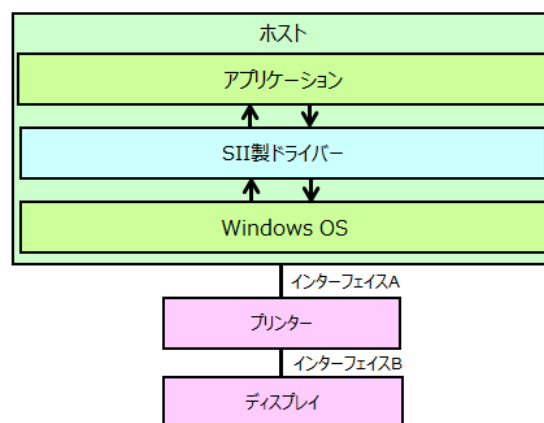 ホスト
アプリケーション
SII製ドライバー
Windows OS
インターフェイスA
プリンター
インターフェイスB
ディスプレイ